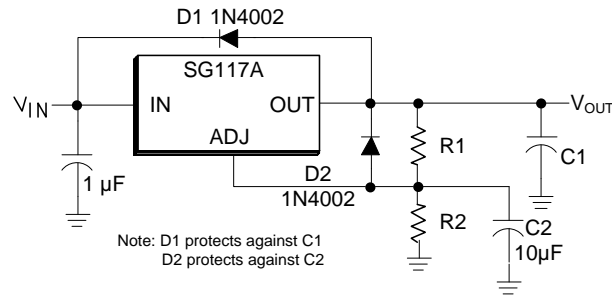 D1 1N4002
SG117A
VIN
IN
OUT
VOUT
ADJ
R1
C1
1 µF
D2
1N4002
R2
C2
10µF
Note: D1 protects against C1
D2 protects against C2